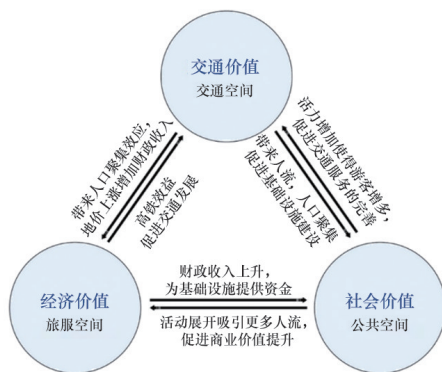 交通价值
交通空间
带来人口聚集效应，
地价上涨增加财政收入
高铁效益
促进交通发展
活力增加使得游客增多，
促进交通服务的完善
带来人流，人口聚集
促进基础设施建设
经济价值
旅服空间
财政收入上升，
为基础设施提供资金
活动展开吸引更多人流，
促进商业价值提升
社会价值
公共空间